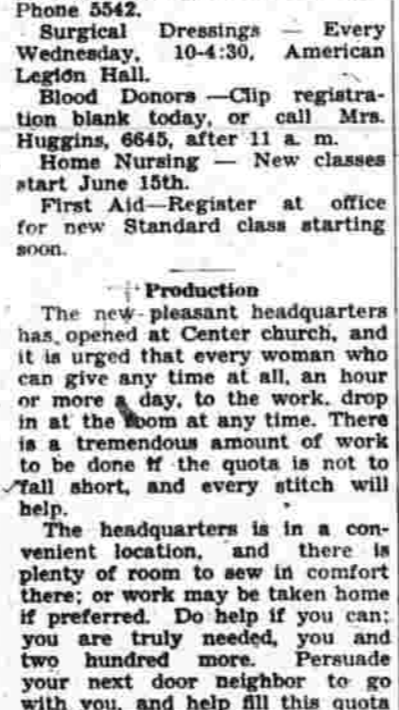 Phone 5542.
Surgical Dressings — Every
Wednesday, 10-4:30, American
Legion Hall.
Blood Donors —Clip registra-
tion blank today, or call Mrs.
Huggins, 6645, after 11 a. m.
Home Nursing — New classes
start June 15th.
First Aid—Register at office
for new Standard class starting
soon.
Production
The new pleasant headquarters
has opened at Center church, and
it is urged that every woman who
can give any time at all, an hour
or more a day, to the work, drop
in at the room at any time. There
is a tremendous amount of work
to be done if the quota is not to
fall short, and every stitch will
help.
The headquarters is in a con-
venient location, and there is
plenty of room to sew in comfort
there; or work may be taken home
if preferred. Do help if you can;
you are truly needed, you and
two hundred more. Persuade
your next door neighbor to go
with you, and help fill this quota